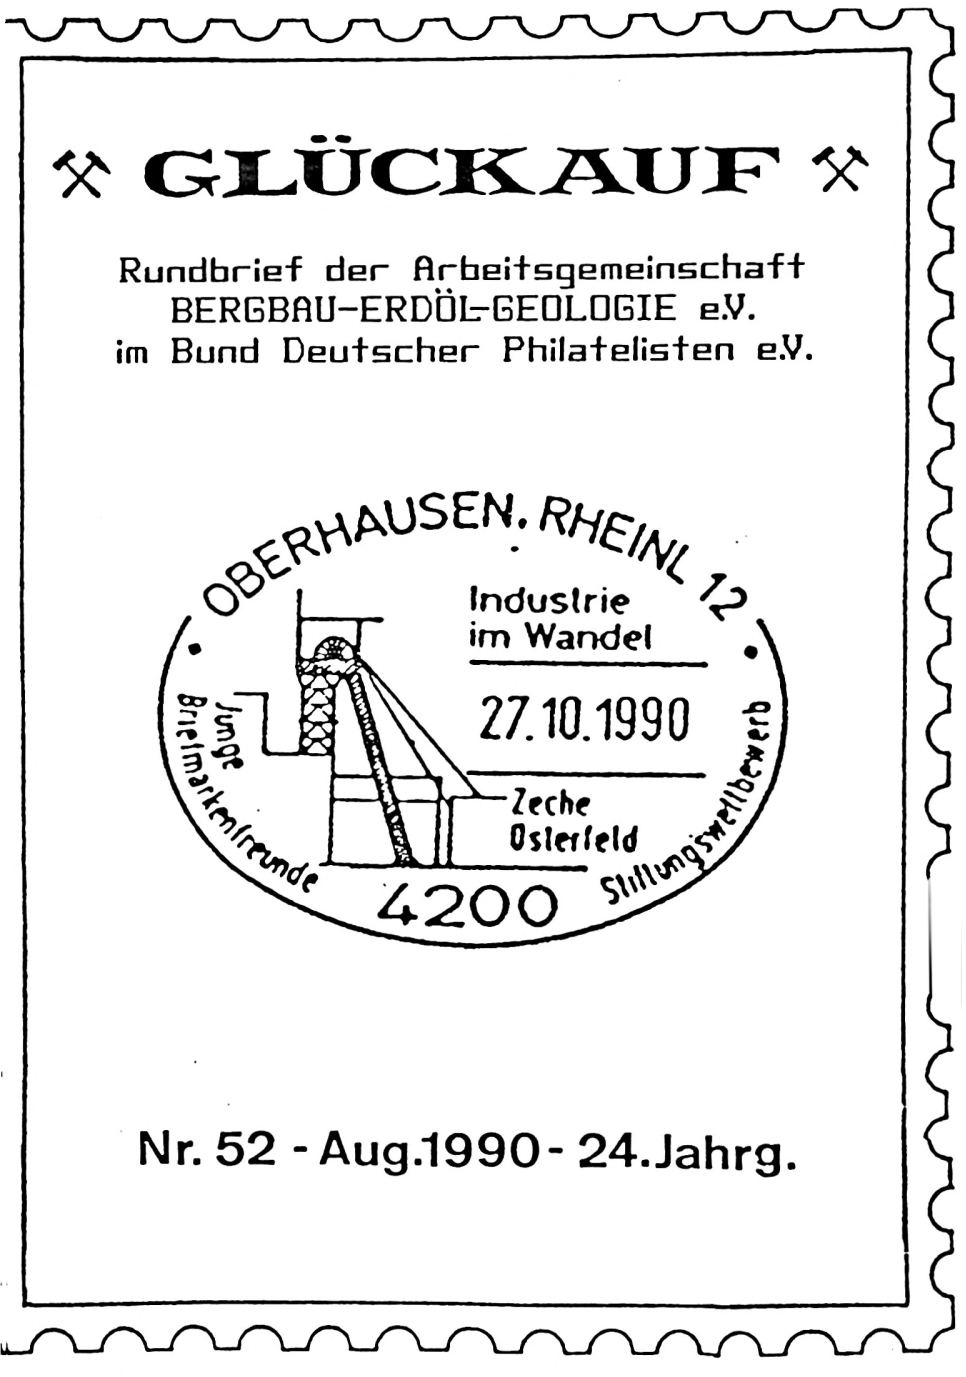 GLÜCKAUF
Rundbrief der Arbeitsgemeinschaft
BERGBAU-ERDÖL-GEOLOGIE e.V.
im Bund Deutscher Philatelisten e.V.
OBERHAUSEN. RHEINL 12
Industrie
im Wandel
27.10.1990
Zeche
Osterfeld
Junge
Briefmarkenfreunde
Stiftungswettbewerb
4200
Nr. 52 - Aug.1990 - 24.Jahrg.